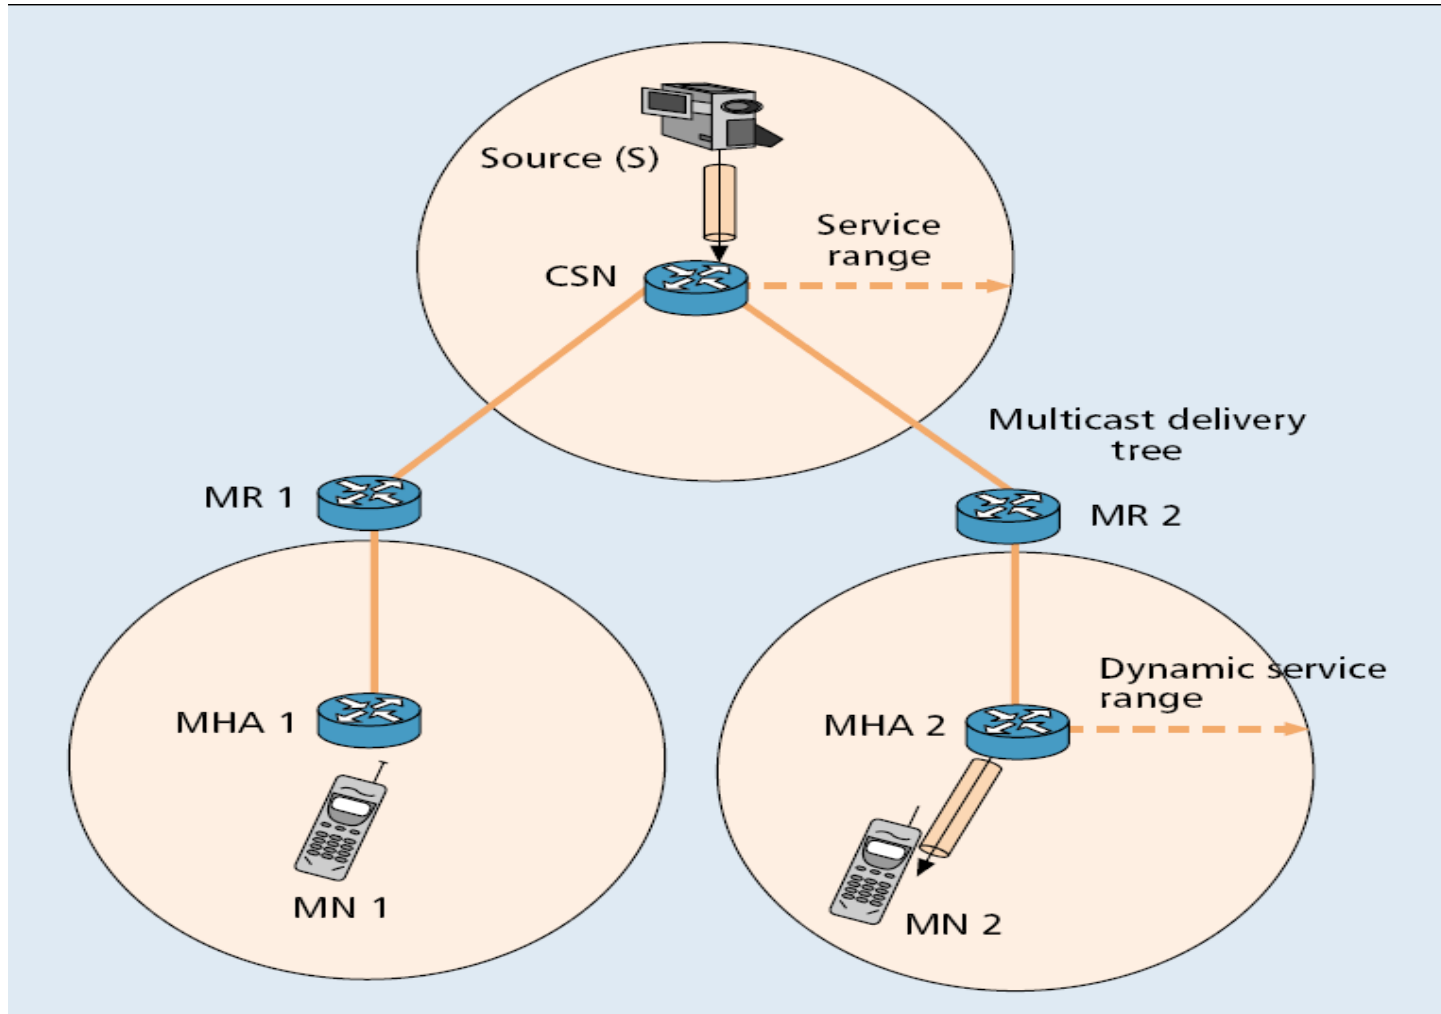 Source (S)
Service
range
CSN
Multicast delivery
tree
MR 1
MR 2
Dynamic service
range
MHA 1
MHA 2
MN 1
MN 2